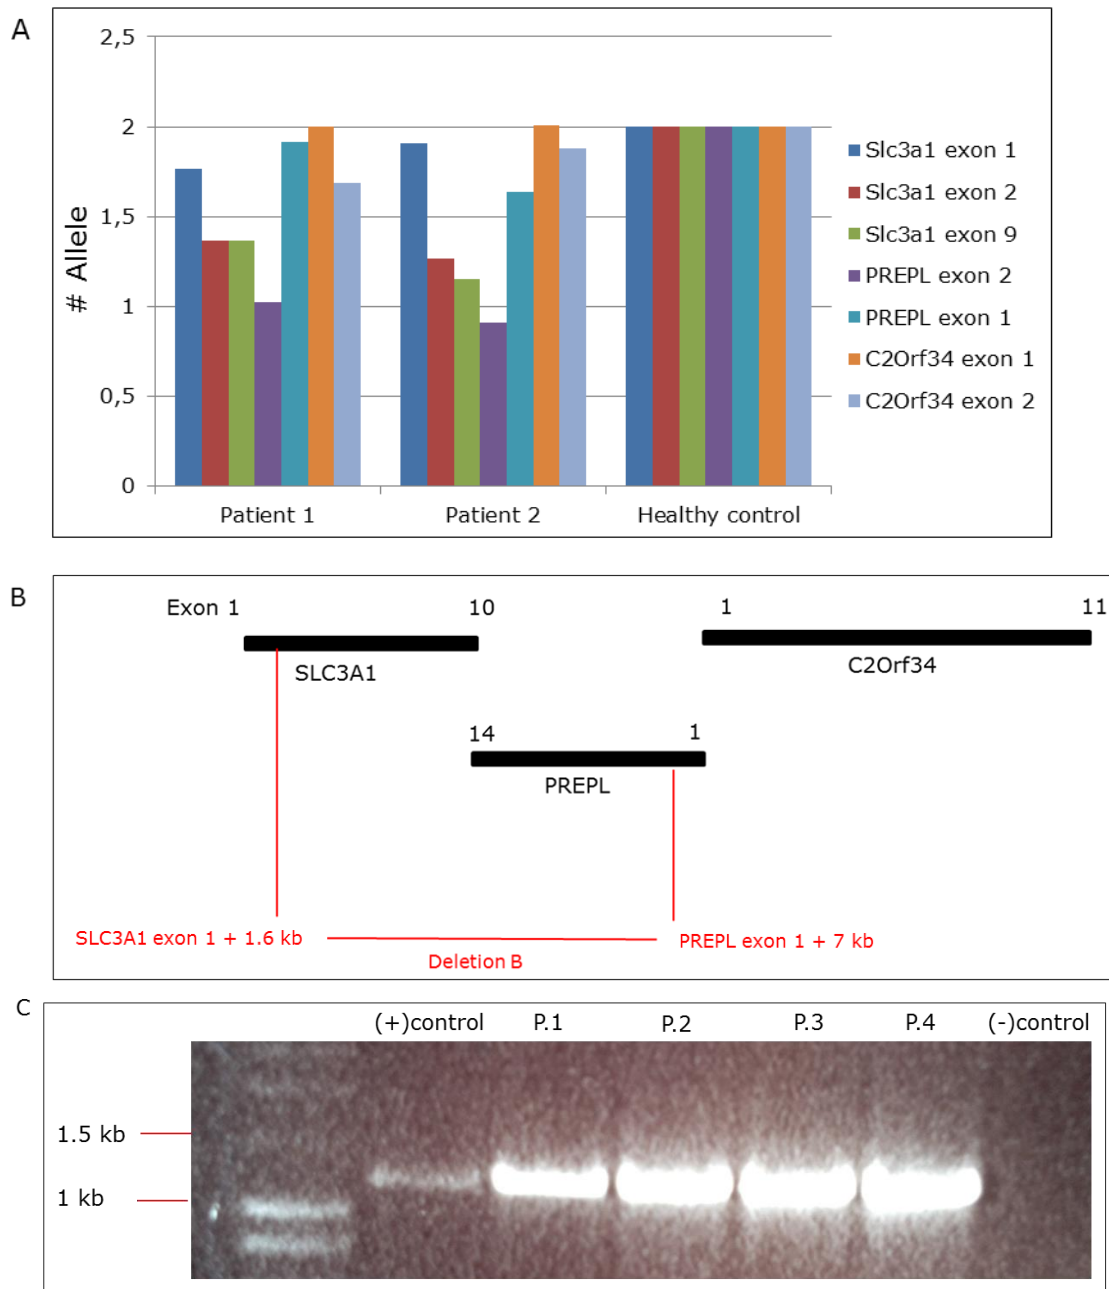 A
2,5
2
1,5
1
0,5
0
# Allele
Patient 1
Patient 2
Healthy control
Slc3a1 exon 1
Slc3a1 exon 2
Slc3a1 exon 9
PREPL exon 2
PREPL exon 1
C2Orf34 exon 1
C2Orf34 exon 2
B
Exon 1 10 1 11
SLC3A1
C2Orf34
14 1
PREPL
SLC3A1 exon 1 + 1.6 kb
PREPL exon 1 + 7 kb
Deletion B
C
(+)control P.1 P.2 P.3 P.4 (-)control
1.5 kb
1 kb